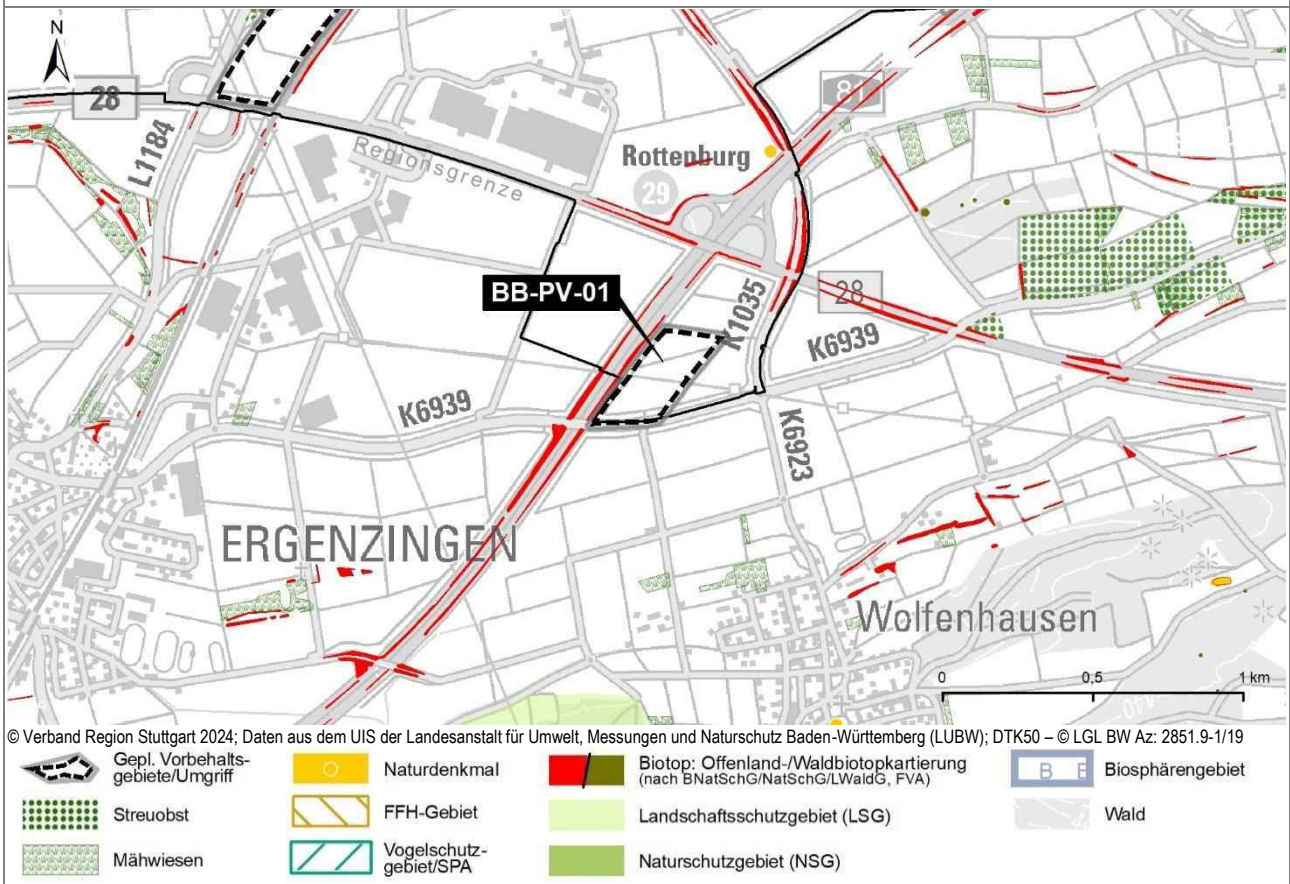 N
28
L1184
Regionsgrenze
Rottenburg
29
81
BB-PV-01
K1035
28
K6939
K6939
K6923
ERGENZINGEN
Wolfenhausen
0 0,5 1 km
© Verband Region Stuttgart 2024; Daten aus dem UIS der Landesanstalt für Umwelt, Messungen und Naturschutz Baden-Württemberg (LUBW); DTK50 – © LGL BW Az: 2851.9-1/19
Gepl. Vorbehalts-
gebiete/Umgriff
Streuobst
Mähwiesen
Naturdenkmal
FFH-Gebiet
Vogelschutz-
gebiet/SPA
Biotop: Offenland-/Waldbiotopkartierung
(nach BNatSchG/NatSchG/LWaldG, FVA)
Landschaftsschutzgebiet (LSG)
Naturschutzgebiet (NSG)
B
Biosphärengebiet
Wald